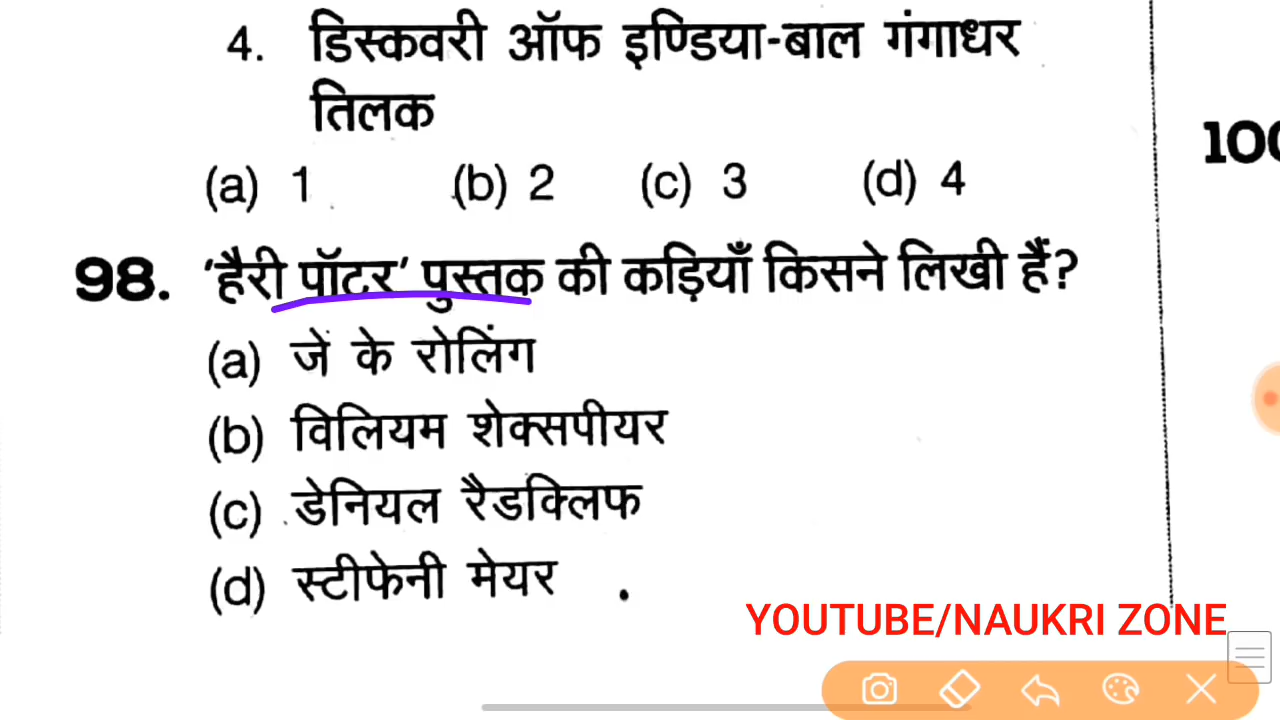 4. डिस्कवरी ऑफ इण्डिया-बाल गंगाधर
तिलक
(a) 1 (b) 2 (c) 3 (d) 4
98. 'हैरी पॉटर' पुस्तक की कड़ियाँ किसने लिखी हैं?
(a) जे के रोलिंग
(b) विलियम शेक्सपीयर
(c) डेनियल रैडक्लिफ
(d) स्टीफेनी मेयर
YOUTUBE/NAUKRI ZONE